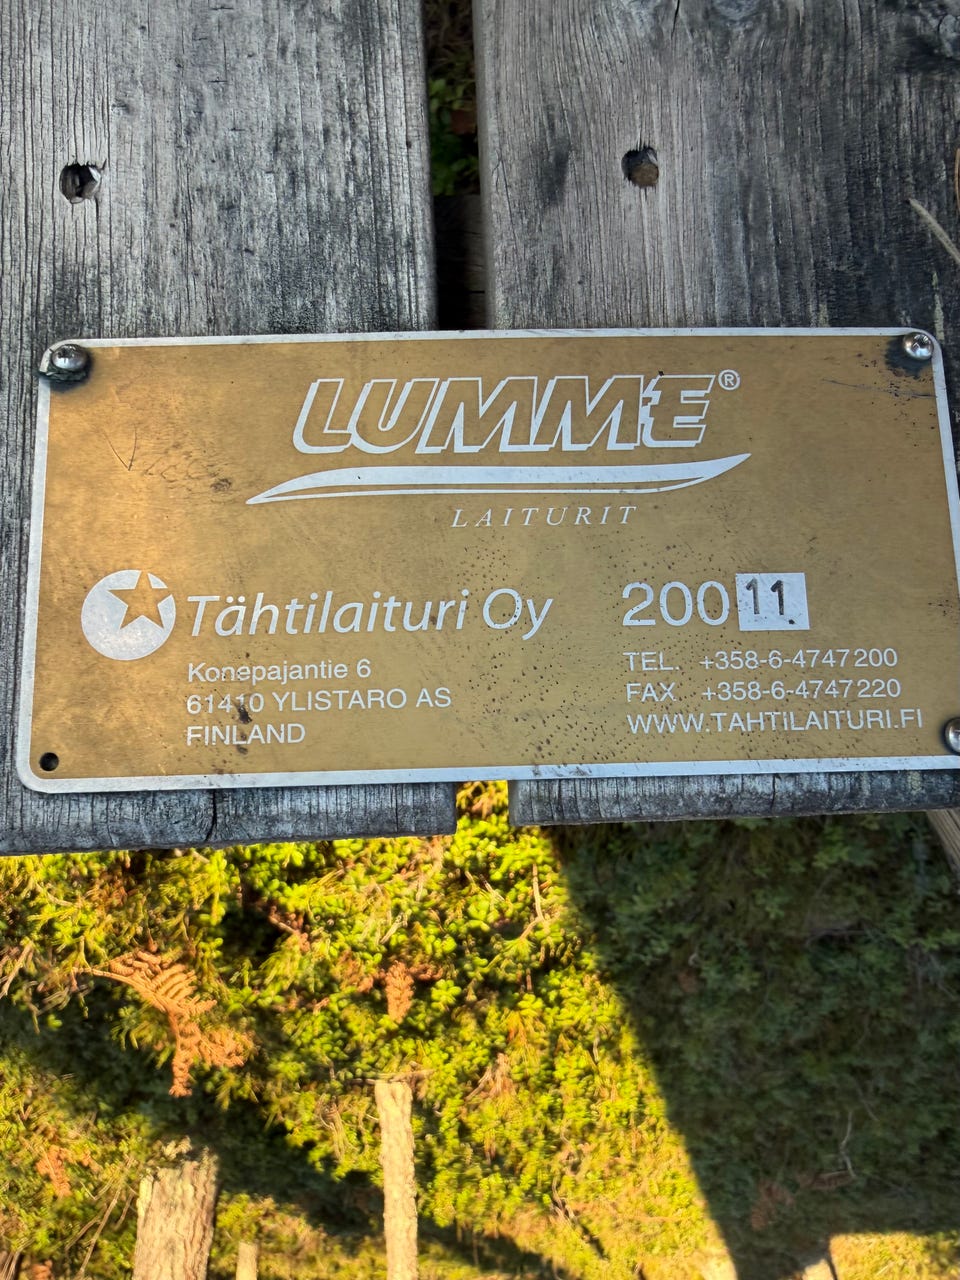 LUMME®
LAITURIT
Tähtilaituri Oy 20011
Konepajantie 6
61410 YLISTARO AS
FINLAND
TEL. +358-6-4747200
FAX +358-6-4747220
WWW.TAHTILAITURI.FI